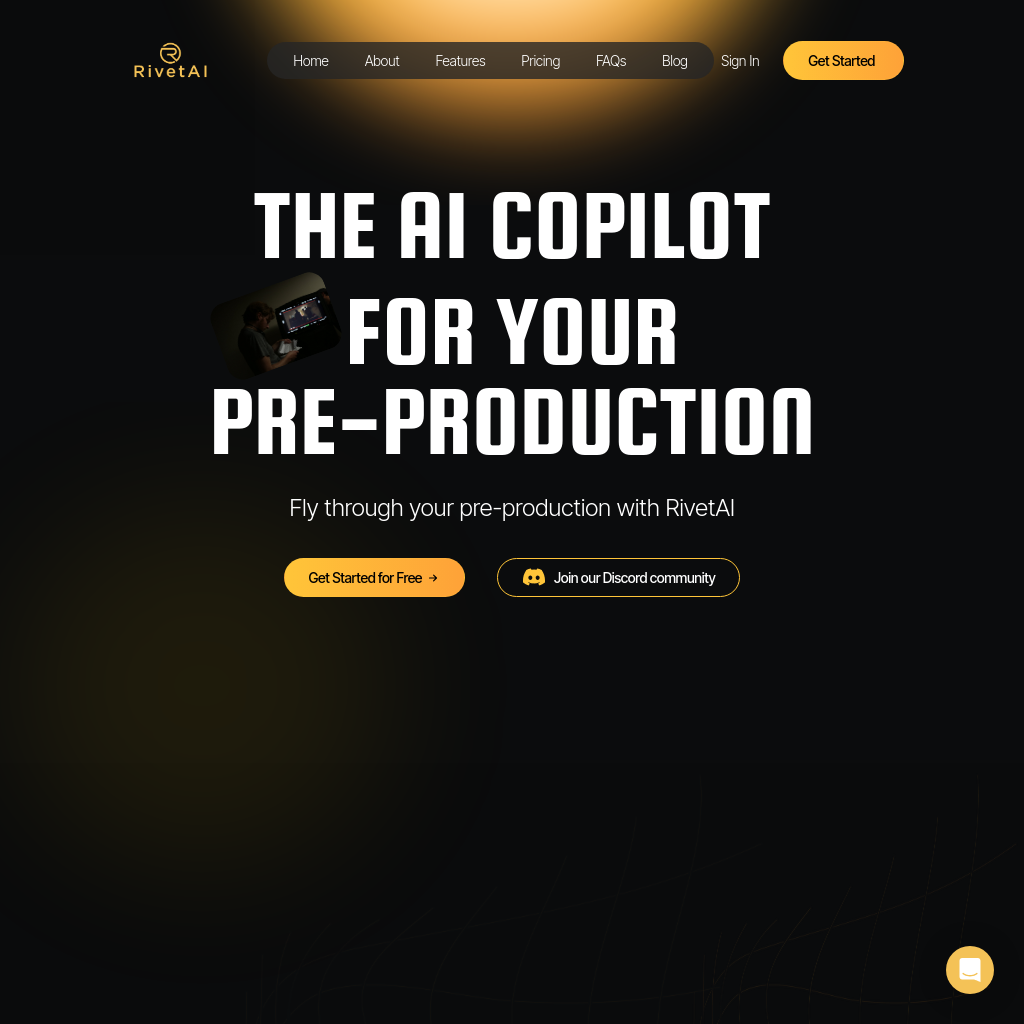 RivetAI
Home About Features Pricing FAQs Blog Sign In Get Started
THE AI COPILOT
FOR YOUR
PRE-PRODUCTION
Fly through your pre-production with RivetAI
Get Started for Free → Join our Discord community